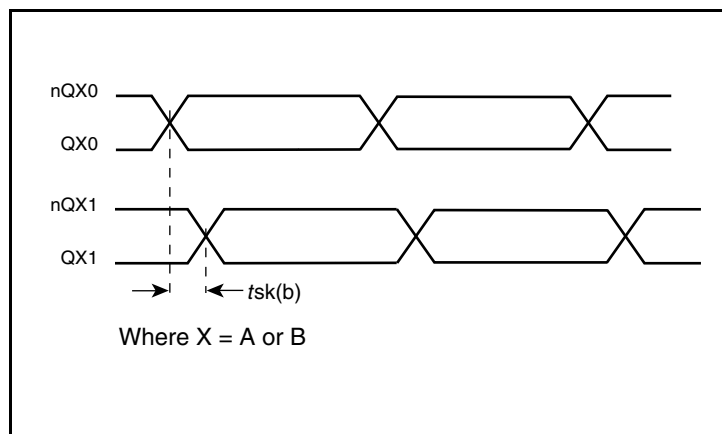 nQX0
QX0
nQX1
QX1
tsk(b)
Where X = A or B